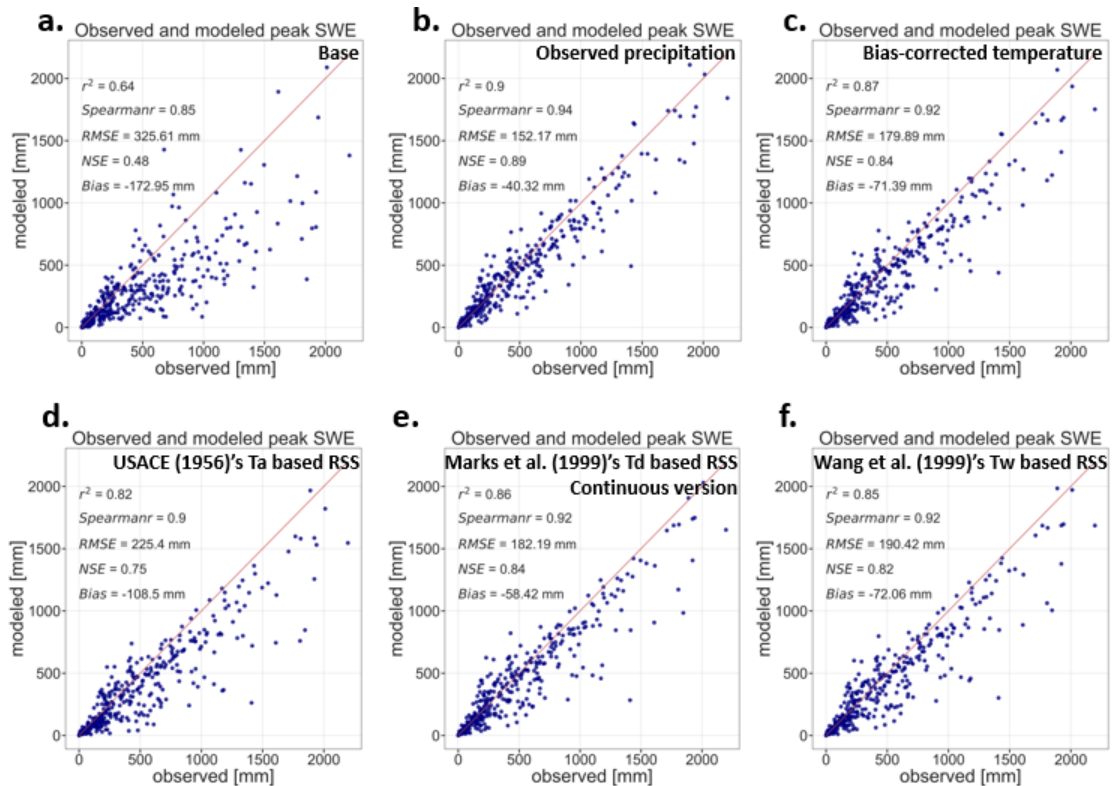 a.
Observed and modeled peak SWE
Base
r² = 0.64
Spearmanr = 0.85
RMSE = 325.61 mm
NSE = 0.48
Bias = -172.95 mm
modeled [mm]
2000
1500
1000
500
0
0 500 1000 1500 2000
observed [mm]
b.
Observed and modeled peak SWE
Observed precipitation
r² = 0.9
Spearmanr = 0.94
RMSE = 152.17 mm
NSE = 0.89
Bias = -40.32 mm
modeled [mm]
2000
1500
1000
500
0
0 500 1000 1500 2000
observed [mm]
c.
Observed and modeled peak SWE
Bias-corrected temperature
r² = 0.87
Spearmanr = 0.92
RMSE = 179.89 mm
NSE = 0.84
Bias = -71.39 mm
modeled [mm]
2000
1500
1000
500
0
0 500 1000 1500 2000
observed [mm]
d.
Observed and modeled peak SWE
USACE (1956)’s Ta based RSS
r² = 0.82
Spearmanr = 0.9
RMSE = 225.4 mm
NSE = 0.75
Bias = -108.5 mm
modeled [mm]
2000
1500
1000
500
0
0 500 1000 1500 2000
observed [mm]
e.
Observed and modeled peak SWE
Marks et al. (1999)’s Td based RSS
Continuous version
r² = 0.86
Spearmanr = 0.92
RMSE = 182.19 mm
NSE = 0.84
Bias = -58.42 mm
modeled [mm]
2000
1500
1000
500
0
0 500 1000 1500 2000
observed [mm]
f.
Observed and modeled peak SWE
Wang et al. (1999)’s Tw based RSS
r² = 0.85
Spearmanr = 0.92
RMSE = 190.42 mm
NSE = 0.82
Bias = -72.06 mm
modeled [mm]
2000
1500
1000
500
0
0 500 1000 1500 2000
observed [mm]